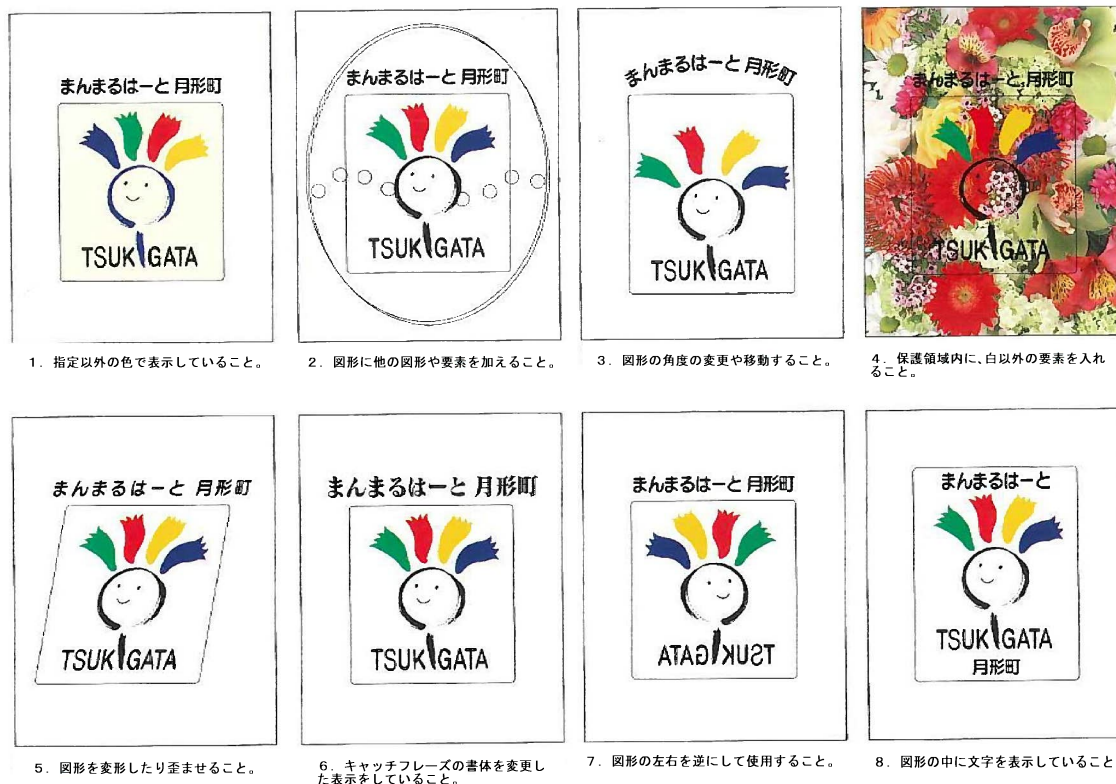 まんまるはーと 月形町
TSUKIGATA
1．指定以外の色で表示していること。
まんまるはーと 月形町
TSUKIGATA
2．図形に他の図形や要素を加えること。
まんまるはーと 月形町
TSUKIGATA
3．図形の角度の変更や移動すること。
まんまるはーと 月形町
TSUKIGATA
4．保護領域内に、白以外の要素を入れ
ること。
まんまるはーと 月形町
TSUKIGATA
5．図形を変形したり歪ませること。
まんまるはーと 月形町
TSUKIGATA
6．キャッチフレーズの書体を変更し
た表示をしていること。
まんまるはーと 月形町
TSUKIGATA
7．図形の左右を逆にして使用すること。
まんまるはーと
TSUKIGATA
月形町
8．図形の中に文字を表示していること